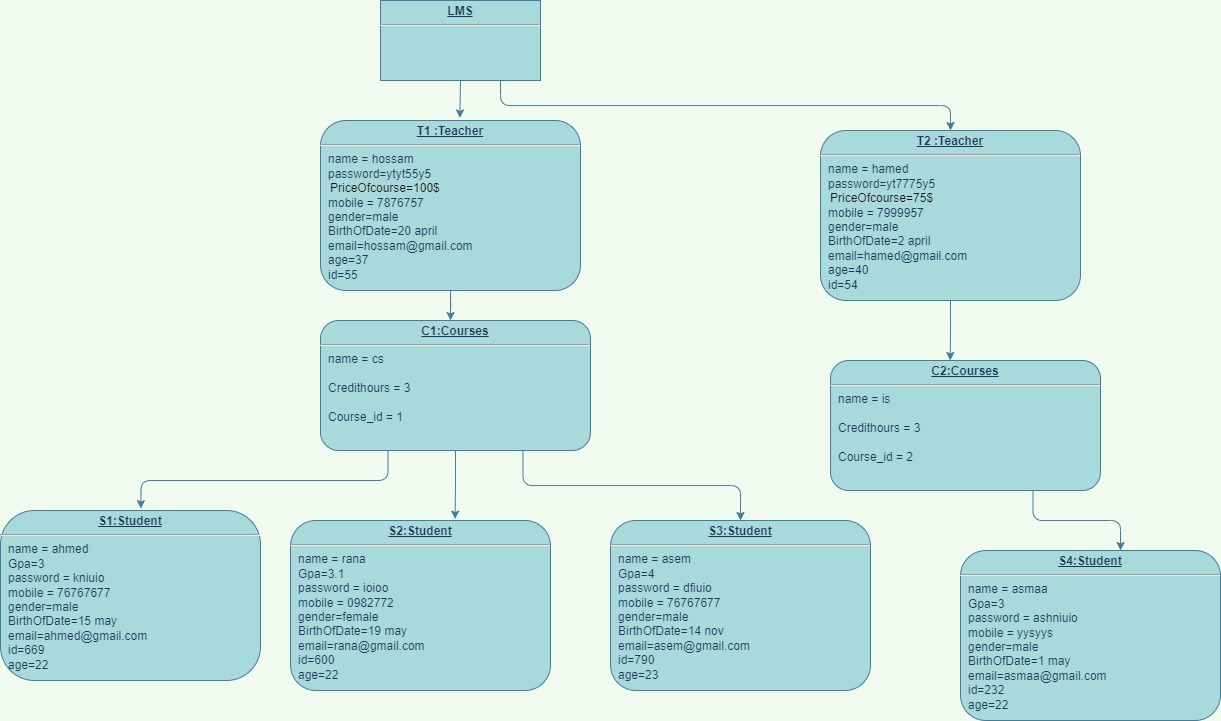 LMS
T1 :Teacher
name = hossam
password=ytyt55y5
PriceOfcourse=100$
mobile = 7876757
gender=male
BirthOfDate=20 april
email=hossam@gmail.com
age=37
id=55
T2 :Teacher
name = hamed
password=yt7775y5
PriceOfcourse=75$
mobile = 7999957
gender=male
BirthOfDate=2 april
email=hamed@gmail.com
age=40
id=54
C1:Courses
name = cs
Credithours = 3
Course_id = 1
C2:Courses
name = is
Credithours = 3
Course_id = 2
S1:Student
name = ahmed
Gpa=3
password = kniuio
mobile = 76767677
gender=male
BirthOfDate=15 may
email=ahmed@gmail.com
id=669
age=22
S2:Student
name = rana
Gpa=3.1
password = ioioo
mobile = 0982772
gender=female
BirthOfDate=19 may
email=rana@gmail.com
id=600
age=22
S3:Student
name = asem
Gpa=4
password = dfiuio
mobile = 76767677
gender=male
BirthOfDate=14 nov
email=asem@gmail.com
id=790
age=23
S4:Student
name = asmaa
Gpa=3
password = ashniuio
mobile = yysyys
gender=male
BirthOfDate=1 may
email=asmaa@gmail.com
id=232
age=22